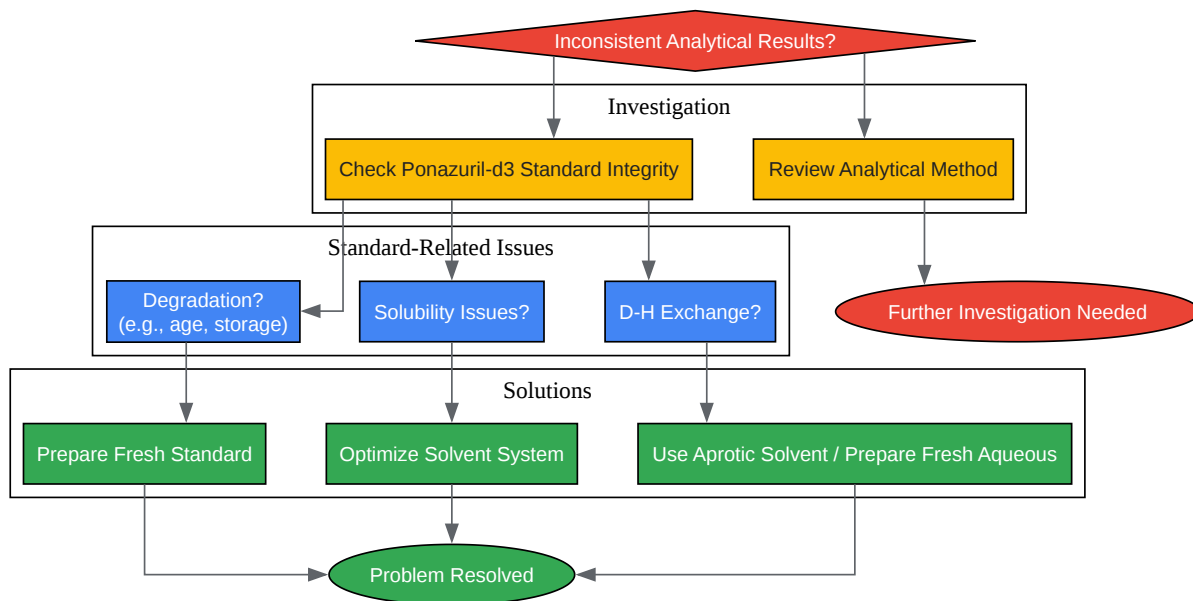 Inconsistent Analytical Results?
Investigation
Check Ponazuril-d3 Standard Integrity
Review Analytical Method
Standard-Related Issues
Degradation?
(e.g., age, storage)
Solubility Issues?
D-H Exchange?
Further Investigation Needed
Solutions
Prepare Fresh Standard
Optimize Solvent System
Use Aprotic Solvent / Prepare Fresh Aqueous
Problem Resolved